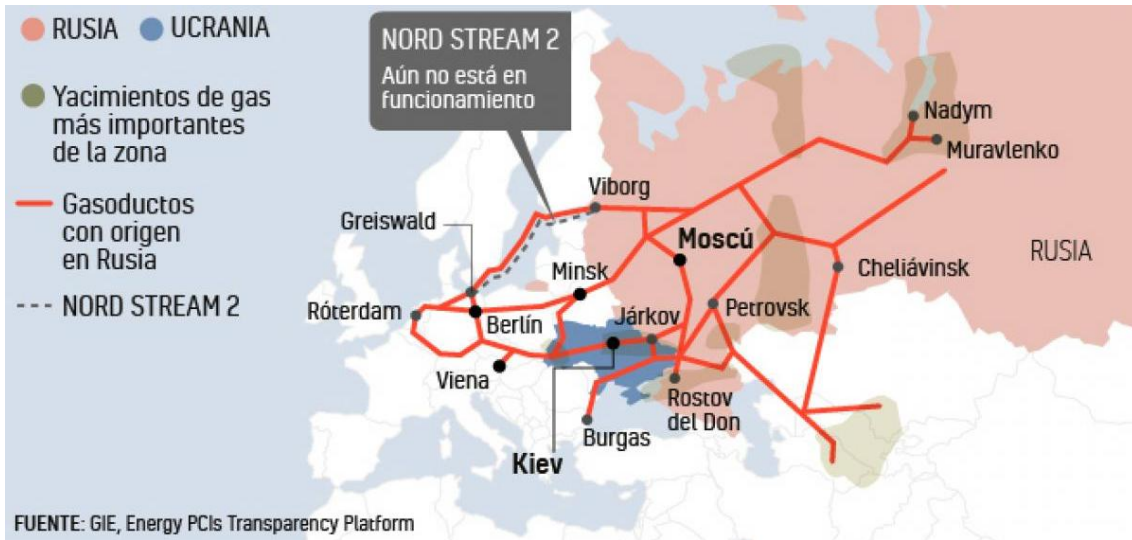 RUSIA
UCRANIA
Yacimientos de gas
más importantes
de la zona
Gasoductos
con origen
en Rusia
NORD STREAM 2
NORD STREAM 2
Aún no está en
funcionamiento
Nadym
Muravlenko
Viborg
Greiswald
Moscú
RUSIA
Cheliávinsk
Minsk
Róterdam
Berlín
Járkov
Petrovsk
Viena
Rostov
del Don
Burgas
Kiev
FUENTE: GIE, Energy PCIs Transparency Platform